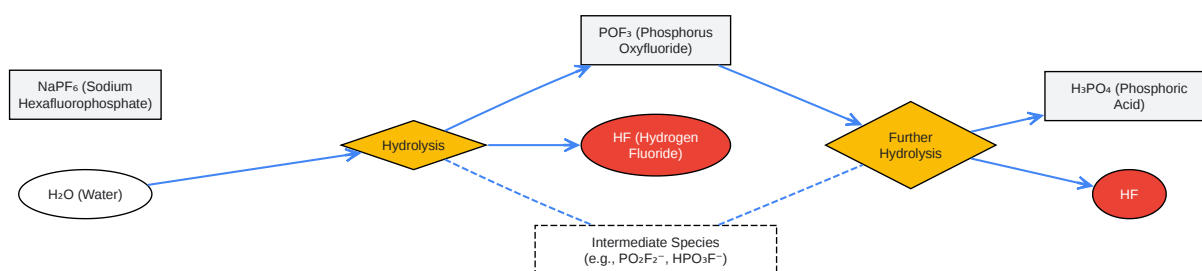 NaPF₆ (Sodium
Hexafluorophosphate)
H₂O (Water)
Hydrolysis
POF₃ (Phosphorus
Oxyfluoride)
HF (Hydrogen
Fluoride)
Intermediate Species
(e.g., PO₂F₂⁻, HPO₃F⁻)
Further
Hydrolysis
H₃PO₄ (Phosphoric
Acid)
HF